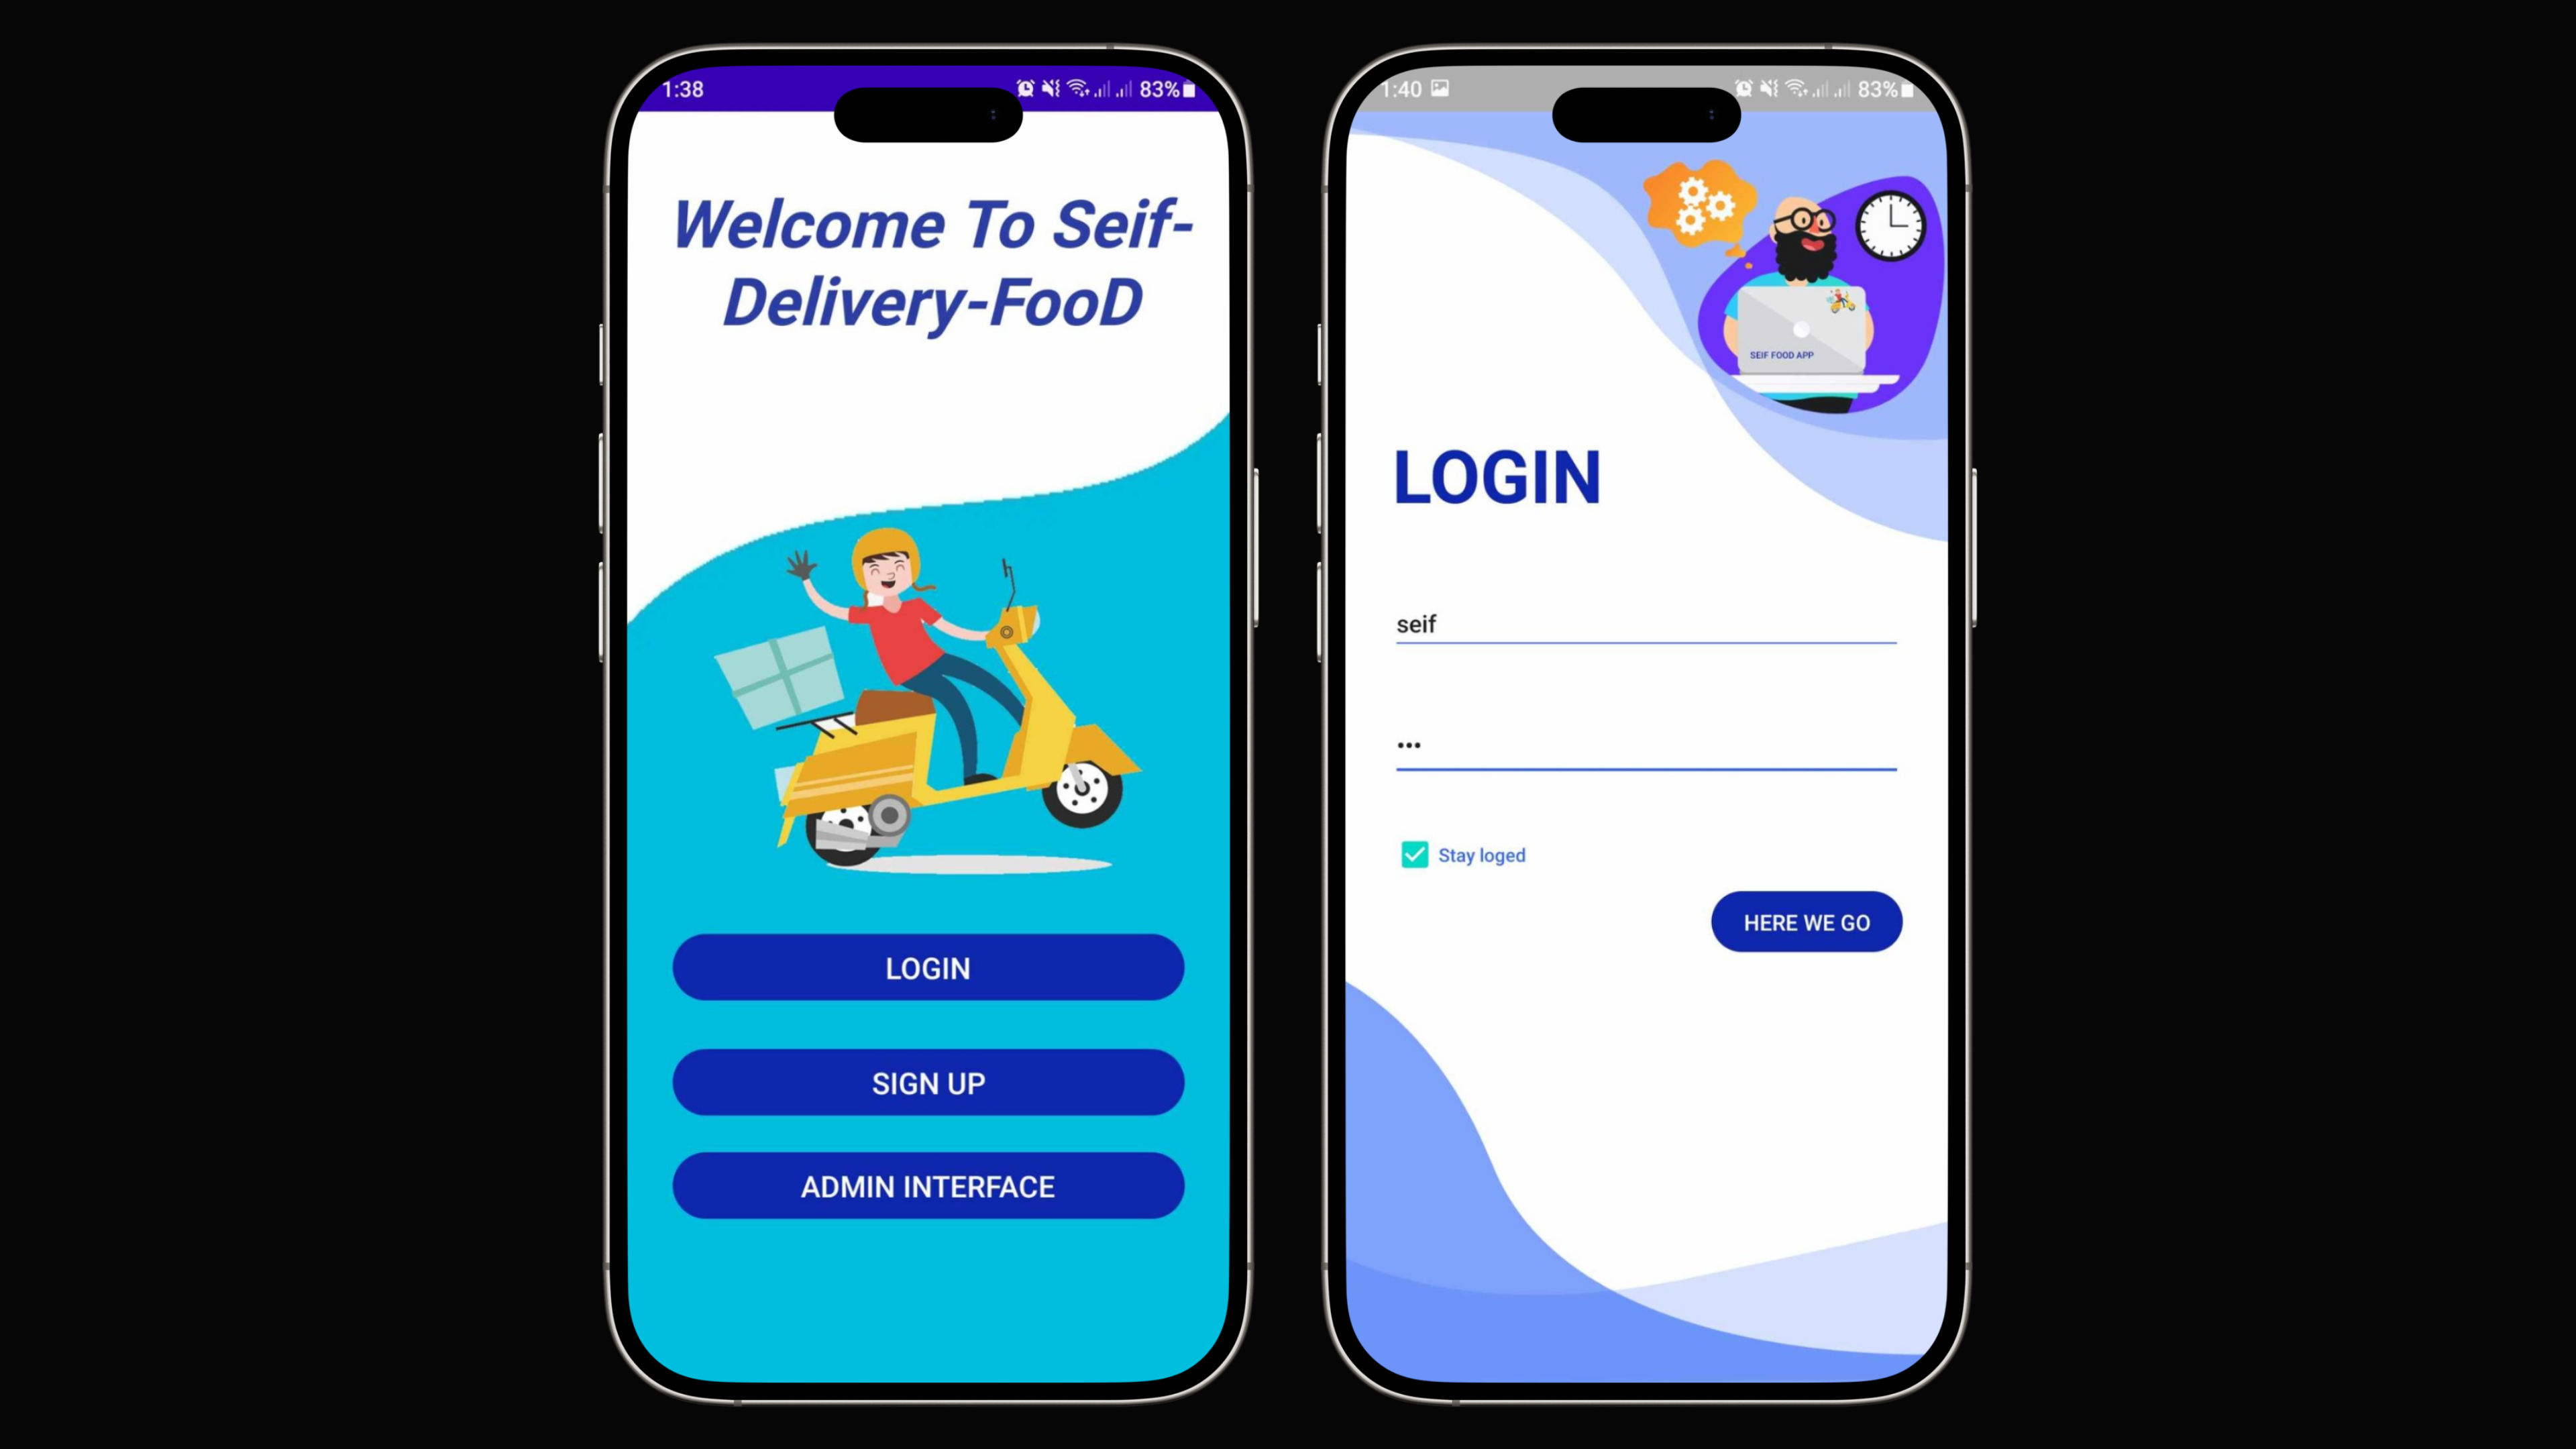 1:38
83%
Welcome To Seif-
Delivery-FooD
LOGIN
SIGN UP
ADMIN INTERFACE
1:40
83%
SEIF FOOD APP
LOGIN
seif
•••
Stay loged
HERE WE GO